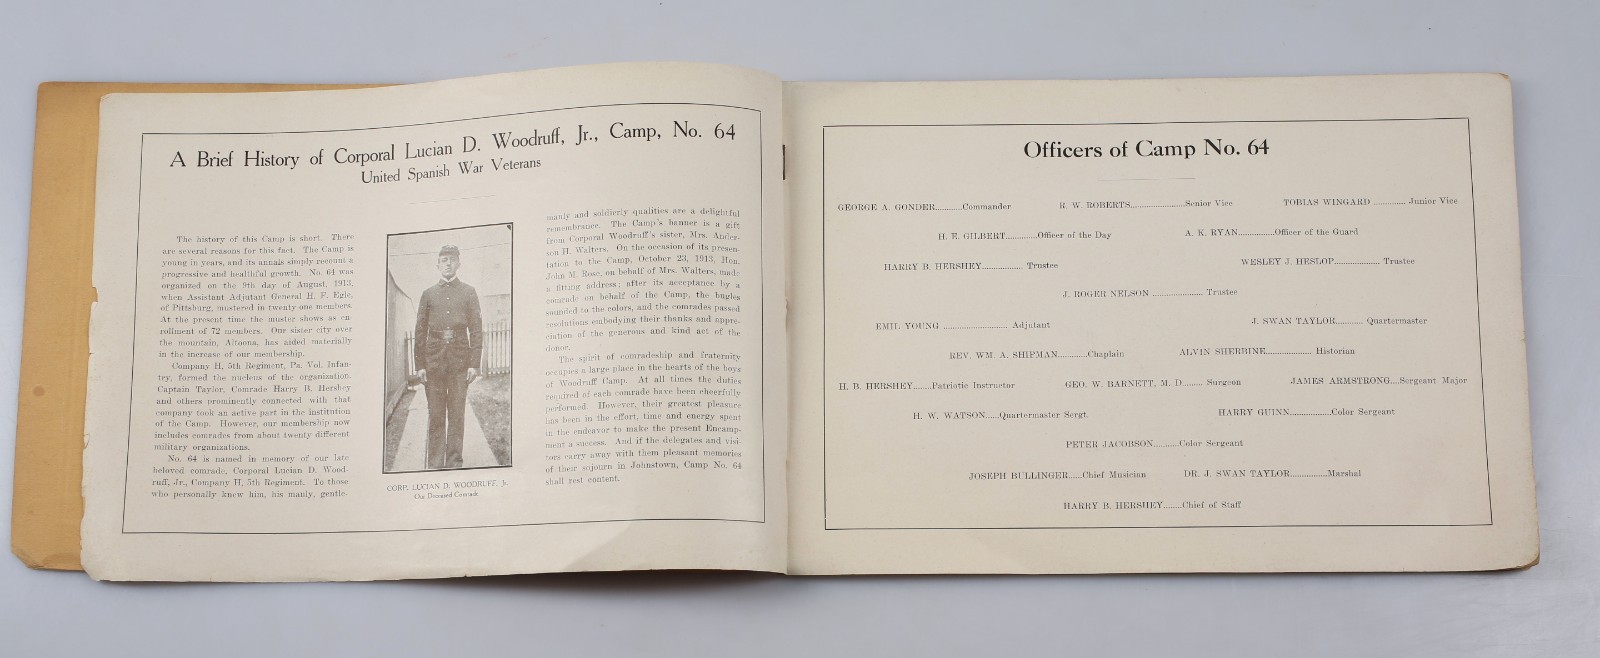 A Brief History of Corporal Lucian D. Woodruff, Jr., Camp, No. 64
United Spanish War Veterans
The history of this Camp is short. There
are several reasons for this fact. The Camp is
young in years, and its annals simply recount a
progressive and healthful growth. No. 64 was
organized on the 9th day of August, 1913,
when Assistant Adjutant General H. F. Egle,
of Pittsburg, mustered in twenty-one members.
At the present time the muster shows an en-
rollment of 72 members. Our sister city over
the mountain, Altoona, has aided materially
in the increase of our membership.
Company H, 5th Regiment, Pa. Vol. Infan-
try, formed the nucleus of the organization.
Captain Taylor, Comrade Harry B. Hershey
and others prominently connected with that
company took an active part in the institution
of the Camp. However, our membership now
includes comrades from about twenty different
military organizations.
No. 64 is named in memory of our late
beloved comrade, Corporal Lucian D. Wood-
ruff, Jr., Company H, 5th Regiment. To those
who personally knew him, his manly, gentle-
CORP. LUCIAN D. WOODRUFF, Jr.
Our Deceased Comrade
manly and soldierly qualities are a delightful
remembrance. The Camp's banner is a gift
from Corporal Woodruff's sister, Mrs. Ander-
son H. Walters. On the occasion of its presen-
tation to the Camp, October 23, 1913, Hon.
John M. Rose, on behalf of Mrs. Walters, made
a fitting address; after its acceptance by a
comrade on behalf of the Camp, the bugles
sounded to the colors, and the comrades passed
resolutions embodying their thanks and appre-
ciation of the generous and kind act of the
donor.
The spirit of comradeship and fraternity
occupies a large place in the hearts of the boys
of Woodruff Camp. At all times the duties
required of each comrade have been cheerfully
performed. However, their greatest pleasure
has been in the effort, time and energy spent
in the endeavor to make the present Encamp-
ment a success. And if the delegates and visi-
tors carry away with them pleasant memories
of their sojourn in Johnstown, Camp No. 64
shall rest content.
Officers of Camp No. 64
GEORGE A. GONDER...........Commander R. W. ROBERTS......................Senior Vice TOBIAS WINGARD ............. Junior Vice
H. E. GILBERT.............Officer of the Day A. K. RYAN...............Officer of the Guard
HARRY B. HERSHEY................ Trustee WESLEY J. HESLOP.................. Trustee
J. ROGER NELSON ..................... Trustee
EMIL YOUNG .......................... Adjutant J. SWAN TAYLOR........... Quartermaster
REV. WM. A. SHIPMAN............Chaplain ALVIN SHERBINE................... Historian
H. B. HERSHEY........Patriotic Instructor GEO. W. BARNETT, M. D......... Surgeon JAMES ARMSTRONG....Sergeant Major
H. W. WATSON......Quartermaster Sergt. HARRY GUINN.................Color Sergeant
PETER JACOBSON..........Color Sergeant
JOSEPH BULLINGER......Chief Musician DR. J. SWAN TAYLOR...............Marshal
HARRY B. HERSHEY........Chief of Staff